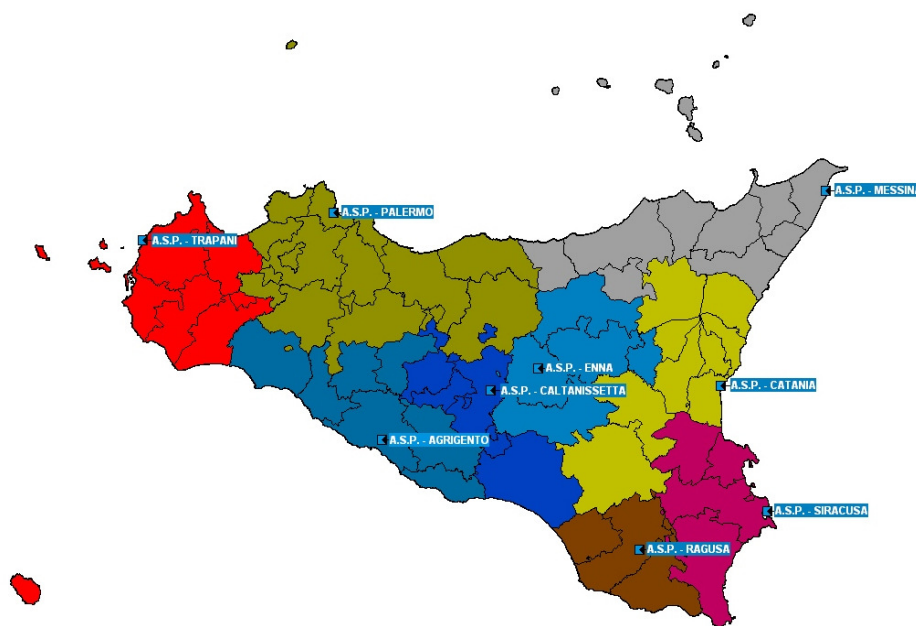 A.S.P. - MESSINA
A.S.P. - PALERMO
A.S.P. - TRAPANI
A.S.P. - ENNA
A.S.P. - CATANIA
A.S.P. - CALTANISSETTA
A.S.P. - AGRIGENTO
A.S.P. - SIRACUSA
A.S.P. - RAGUSA